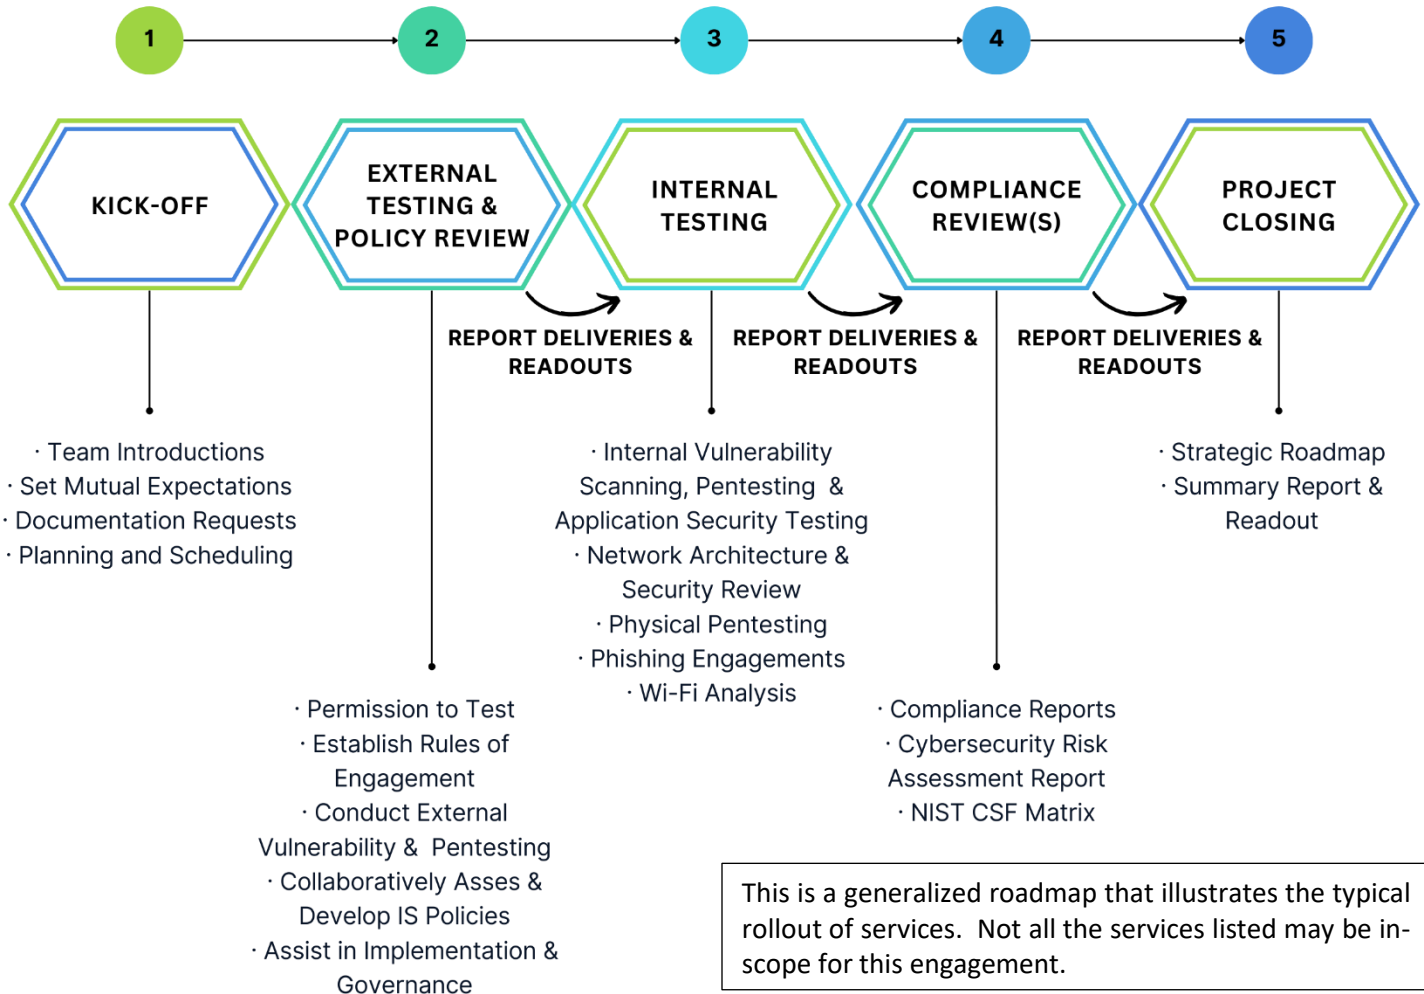 1
2
3
4
5
KICK-OFF
EXTERNAL
TESTING &
POLICY REVIEW
INTERNAL
TESTING
COMPLIANCE
REVIEW(S)
PROJECT
CLOSING
REPORT DELIVERIES &
READOUTS
REPORT DELIVERIES &
READOUTS
REPORT DELIVERIES &
READOUTS
· Team Introductions
· Set Mutual Expectations
· Documentation Requests
· Planning and Scheduling
· Permission to Test
· Establish Rules of
Engagement
· Conduct External
Vulnerability & Pentesting
· Collaboratively Asses &
Develop IS Policies
· Assist in Implementation &
Governance
· Internal Vulnerability
Scanning, Pentesting &
Application Security Testing
· Network Architecture &
Security Review
· Physical Pentesting
· Phishing Engagements
· Wi-Fi Analysis
· Compliance Reports
· Cybersecurity Risk
Assessment Report
· NIST CSF Matrix
· Strategic Roadmap
· Summary Report &
Readout
This is a generalized roadmap that illustrates the typical
rollout of services. Not all the services listed may be in-
scope for this engagement.